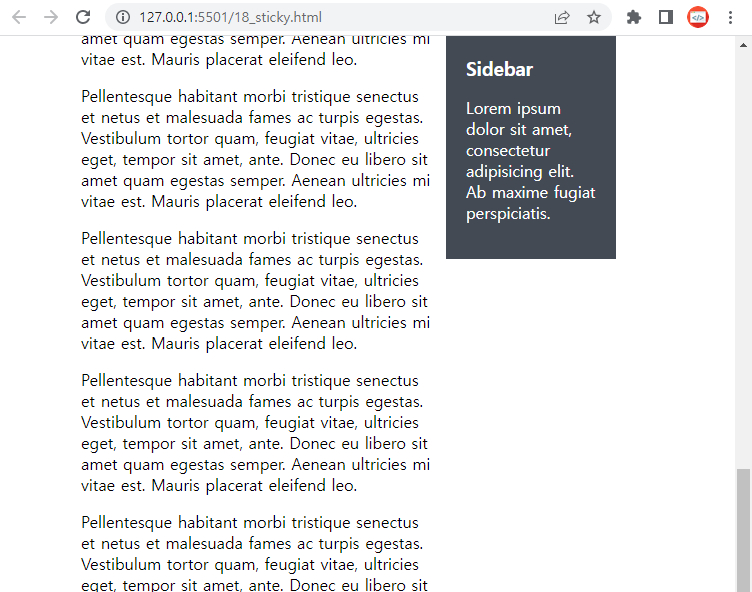 127.0.0.1:5501/18_sticky.html
amet quam egestas semper. Aenean ultricies mi
vitae est. Mauris placerat eleifend leo.
Pellentesque habitant morbi tristique senectus
et netus et malesuada fames ac turpis egestas.
Vestibulum tortor quam, feugiat vitae, ultricies
eget, tempor sit amet, ante. Donec eu libero sit
amet quam egestas semper. Aenean ultricies mi
vitae est. Mauris placerat eleifend leo.
Pellentesque habitant morbi tristique senectus
et netus et malesuada fames ac turpis egestas.
Vestibulum tortor quam, feugiat vitae, ultricies
eget, tempor sit amet, ante. Donec eu libero sit
amet quam egestas semper. Aenean ultricies mi
vitae est. Mauris placerat eleifend leo.
Pellentesque habitant morbi tristique senectus
et netus et malesuada fames ac turpis egestas.
Vestibulum tortor quam, feugiat vitae, ultricies
eget, tempor sit amet, ante. Donec eu libero sit
amet quam egestas semper. Aenean ultricies mi
vitae est. Mauris placerat eleifend leo.
Pellentesque habitant morbi tristique senectus
et netus et malesuada fames ac turpis egestas.
Vestibulum tortor quam, feugiat vitae, ultricies
eget, tempor sit amet, ante. Donec eu libero sit
Sidebar
Lorem ipsum
dolor sit amet,
consectetur
adipisicing elit.
Ab maxime fugiat
perspiciatis.